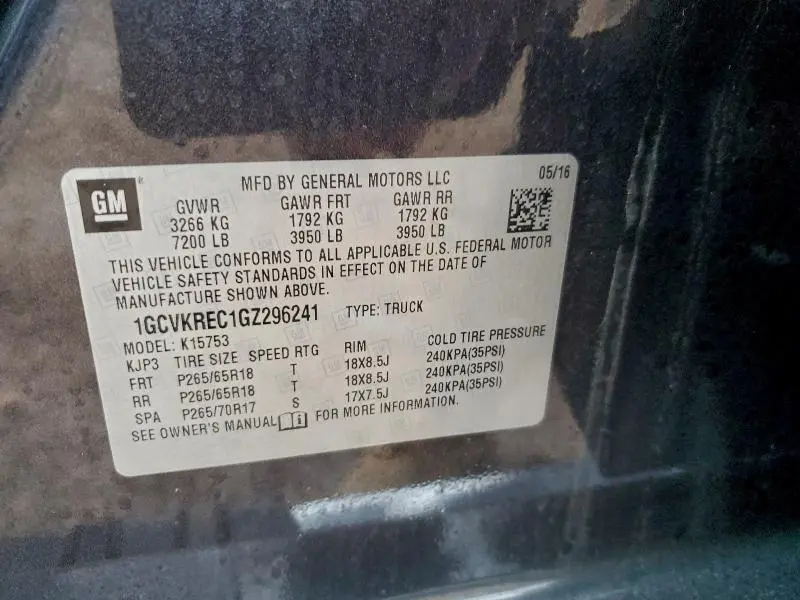 GM
MFD BY GENERAL MOTORS LLC 05/16
GVWR GAWR FRT GAWR RR
3266 KG 1792 KG 1792 KG
7200 LB 3950 LB 3950 LB
THIS VEHICLE CONFORMS TO ALL APPLICABLE U.S. FEDERAL MOTOR
VEHICLE SAFETY STANDARDS IN EFFECT ON THE DATE OF
MANUFACTURE SHOWN ABOVE.
1GCVKREC1GZ296241 TYPE: TRUCK
MODEL: K15753
KJP3 TIRE SIZE SPEED RTG RIM COLD TIRE PRESSURE
FRT P265/65R18 T 18X8.5J 240KPA(35PSI)
RR P265/65R18 T 18X8.5J 240KPA(35PSI)
SPA P265/70R17 S 17X7.5J 240KPA(35PSI)
SEE OWNER'S MANUAL FOR MORE INFORMATION.